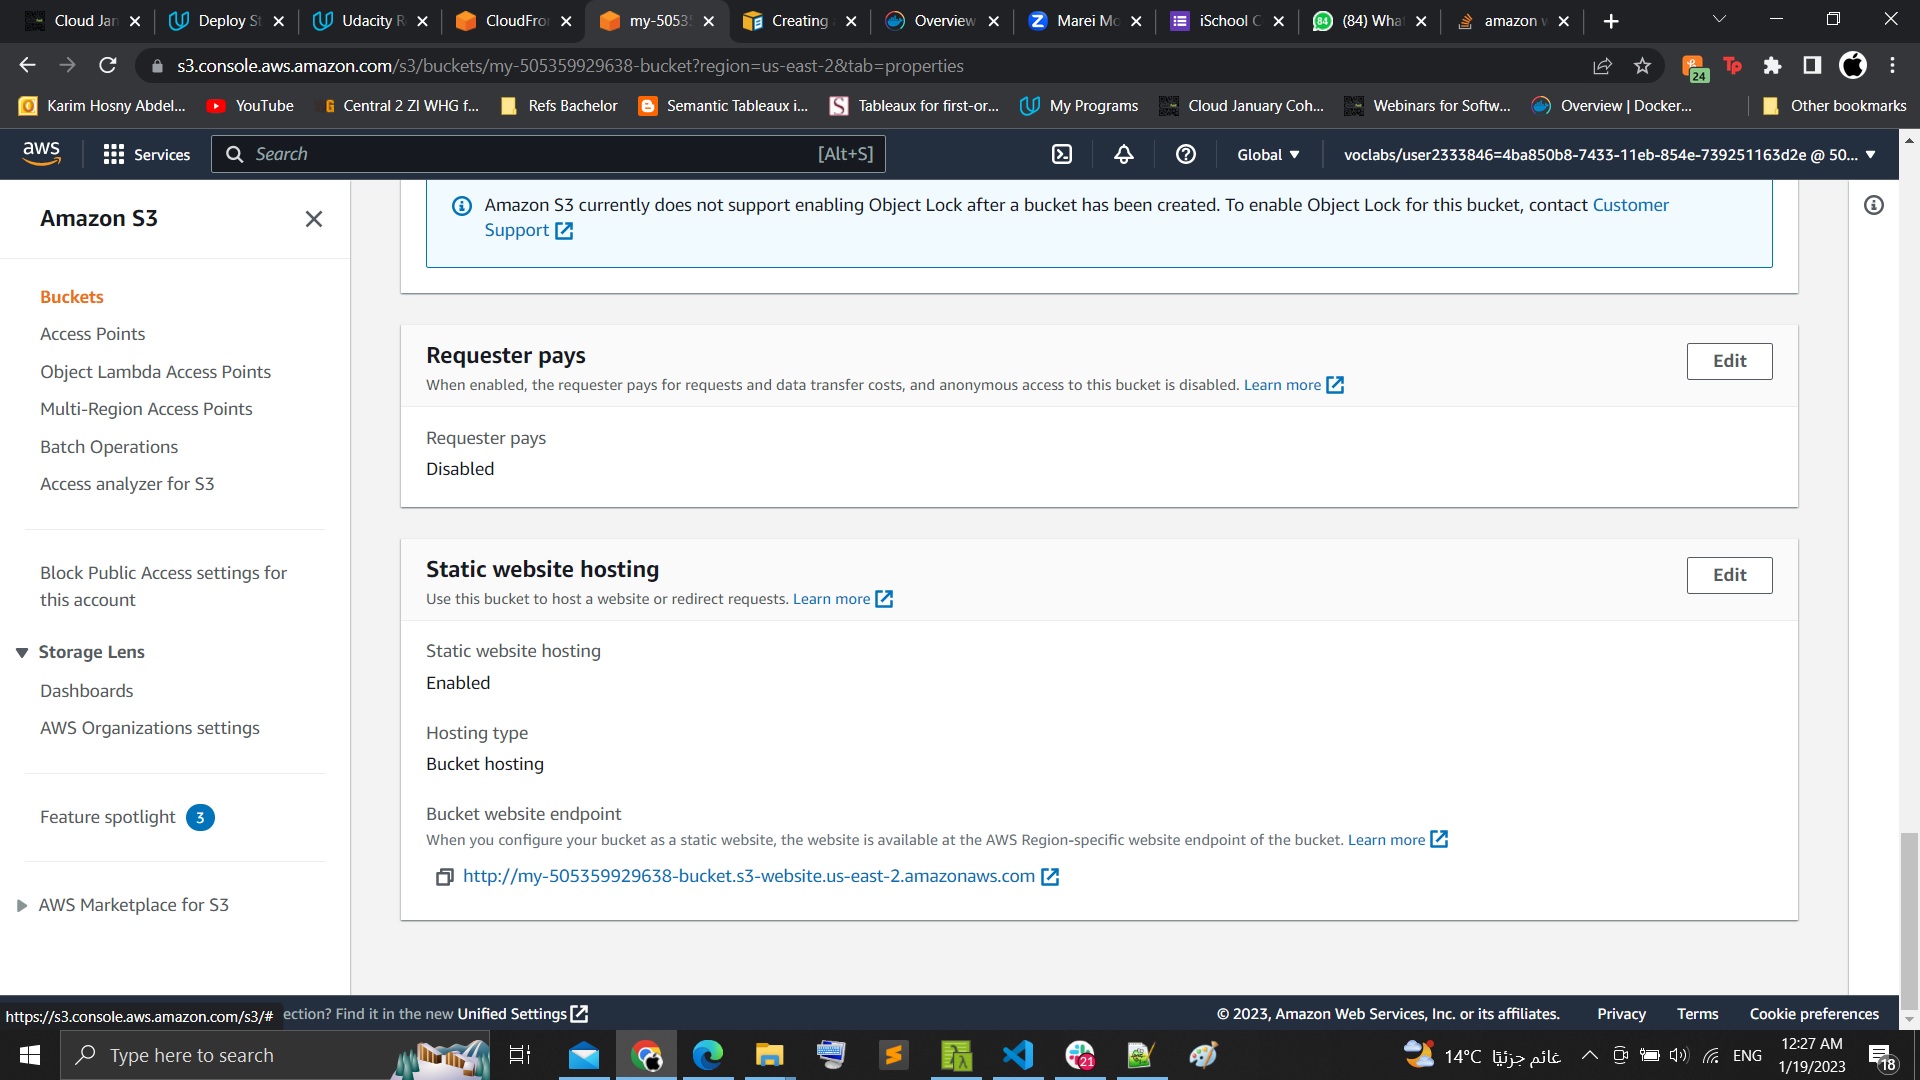 Cloud Jan
Deploy St
Udacity R
CloudFro
my-5053
Creating
Overview
Marei Mo
iSchool C
(84) Wha
amazon w
s3.console.aws.amazon.com/s3/buckets/my-505359929638-bucket?region=us-east-2&tab=properties
24
Tp
Karim Hosny Abdel...
YouTube
Central 2 ZI WHG f...
Refs Bachelor
Semantic Tableaux i...
Tableaux for first-or...
My Programs
Cloud January Coh...
Webinars for Softw...
Overview | Docker...
Other bookmarks
aws
Services
Search
[Alt+S]
Global
voclabs/user2333846=4ba850b8-7433-11eb-854e-739251163d2e @ 50...
Amazon S3
Buckets
Access Points
Object Lambda Access Points
Multi-Region Access Points
Batch Operations
Access analyzer for S3
Block Public Access settings for
this account
Storage Lens
Dashboards
AWS Organizations settings
Feature spotlight 3
AWS Marketplace for S3
Amazon S3 currently does not support enabling Object Lock after a bucket has been created. To enable Object Lock for this bucket, contact Customer
Support
Requester pays
Edit
When enabled, the requester pays for requests and data transfer costs, and anonymous access to this bucket is disabled. Learn more
Requester pays
Disabled
Static website hosting
Edit
Use this bucket to host a website or redirect requests. Learn more
Static website hosting
Enabled
Hosting type
Bucket hosting
Bucket website endpoint
When you configure your bucket as a static website, the website is available at the AWS Region-specific website endpoint of the bucket. Learn more
http://my-505359929638-bucket.s3-website.us-east-2.amazonaws.com
https://s3.console.aws.amazon.com/s3/#
ection? Find it in the new Unified Settings
© 2023, Amazon Web Services, Inc. or its affiliates.
Privacy
Terms
Cookie preferences
Type here to search
21
14°C غائم جزئيًا
ENG
12:27 AM
1/19/2023
18